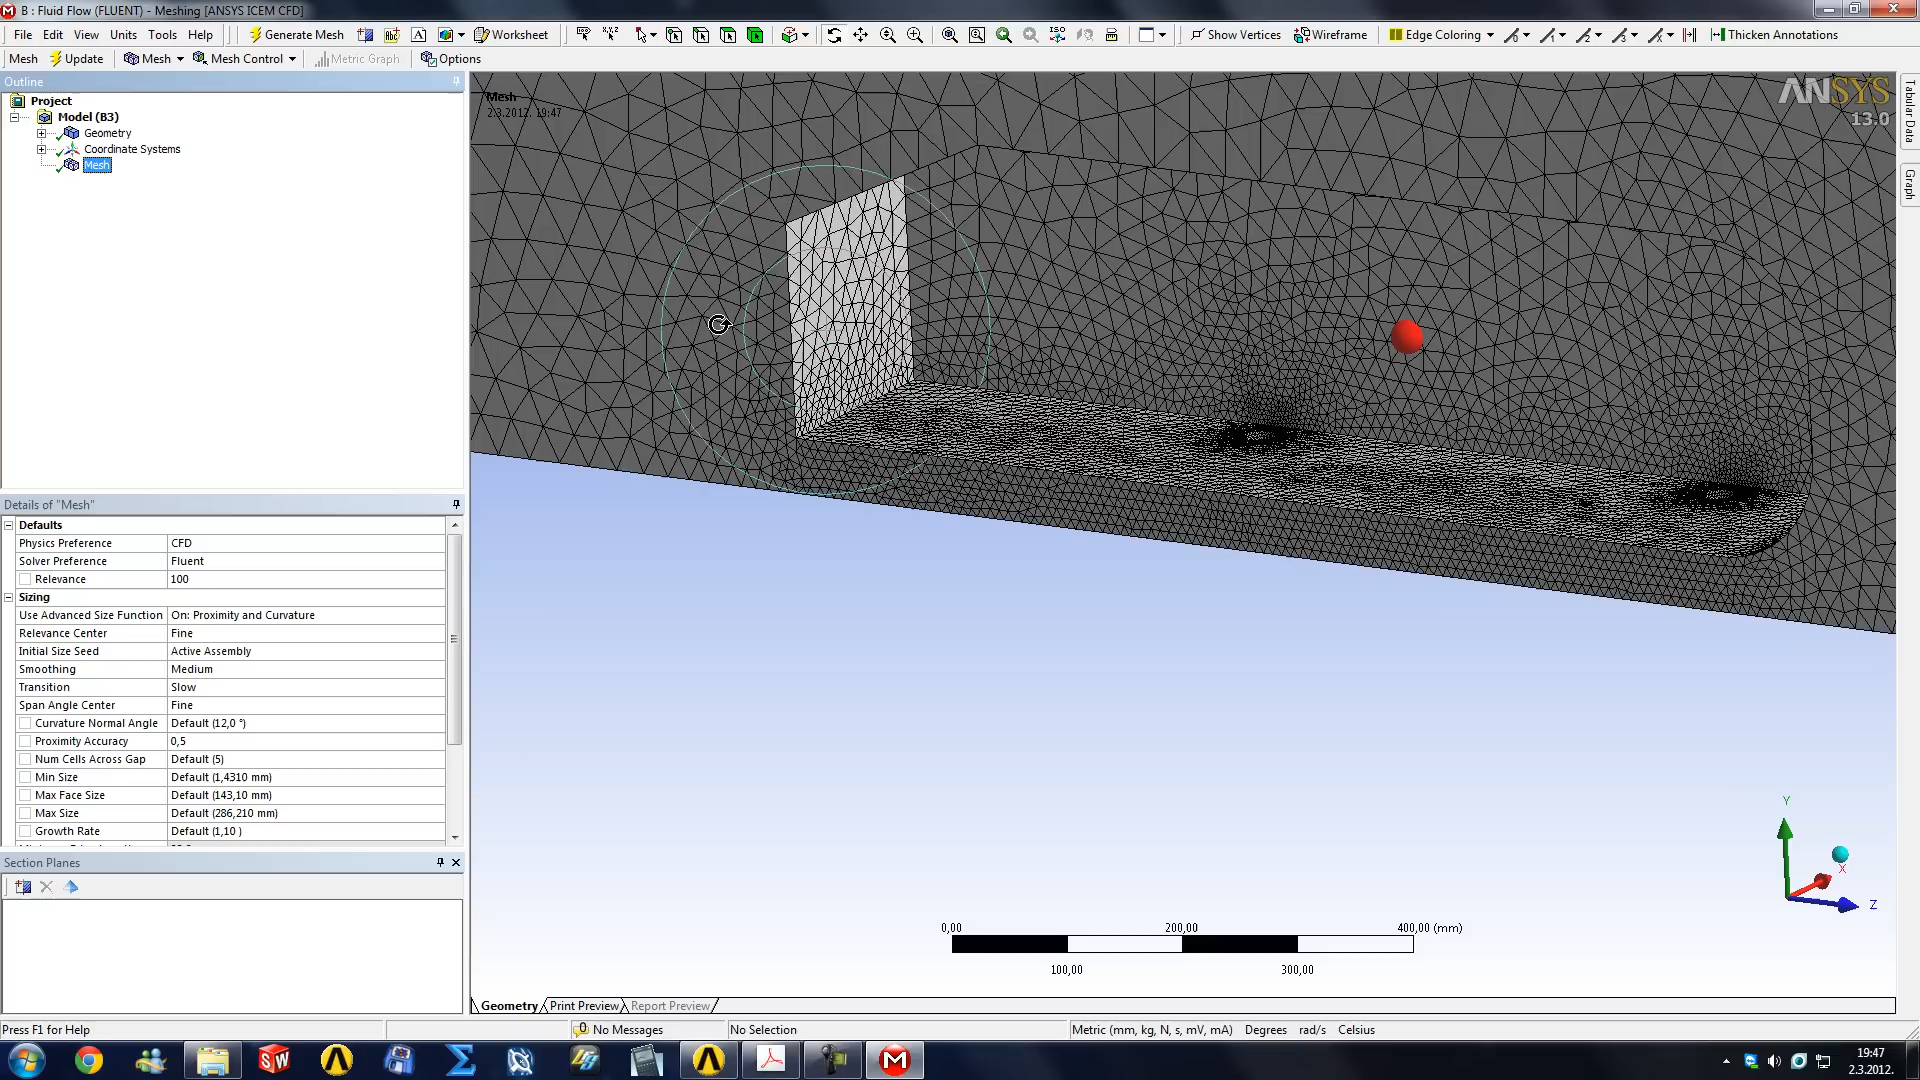 B : Fluid Flow (FLUENT) - Meshing [ANSYS ICEM CFD]
File Edit View Units Tools Help Generate Mesh Worksheet Show Vertices Wireframe Edge Coloring Thicken Annotations
Mesh Update Mesh Mesh Control Metric Graph Options
Outline
Project
Model (B3)
Geometry
Coordinate Systems
Mesh
Details of "Mesh"
Defaults
Physics Preference CFD
Solver Preference Fluent
Relevance 100
Sizing
Use Advanced Size Function On: Proximity and Curvature
Relevance Center Fine
Initial Size Seed Active Assembly
Smoothing Medium
Transition Slow
Span Angle Center Fine
Curvature Normal Angle Default (12,0 °)
Proximity Accuracy 0,5
Num Cells Across Gap Default (5)
Min Size Default (1,4310 mm)
Max Face Size Default (143,10 mm)
Max Size Default (286,210 mm)
Growth Rate Default (1,10 )
Section Planes
Mesh
2.3.2012. 19:47
ANSYS
13.0
Tabular Data
Graph
Y
X
Z
0,00 200,00 400,00 (mm)
100,00 300,00
Geometry Print Preview Report Preview
Press F1 for Help 0 No Messages No Selection Metric (mm, kg, N, s, mV, mA) Degrees rad/s Celsius
19:47
2.3.2012.